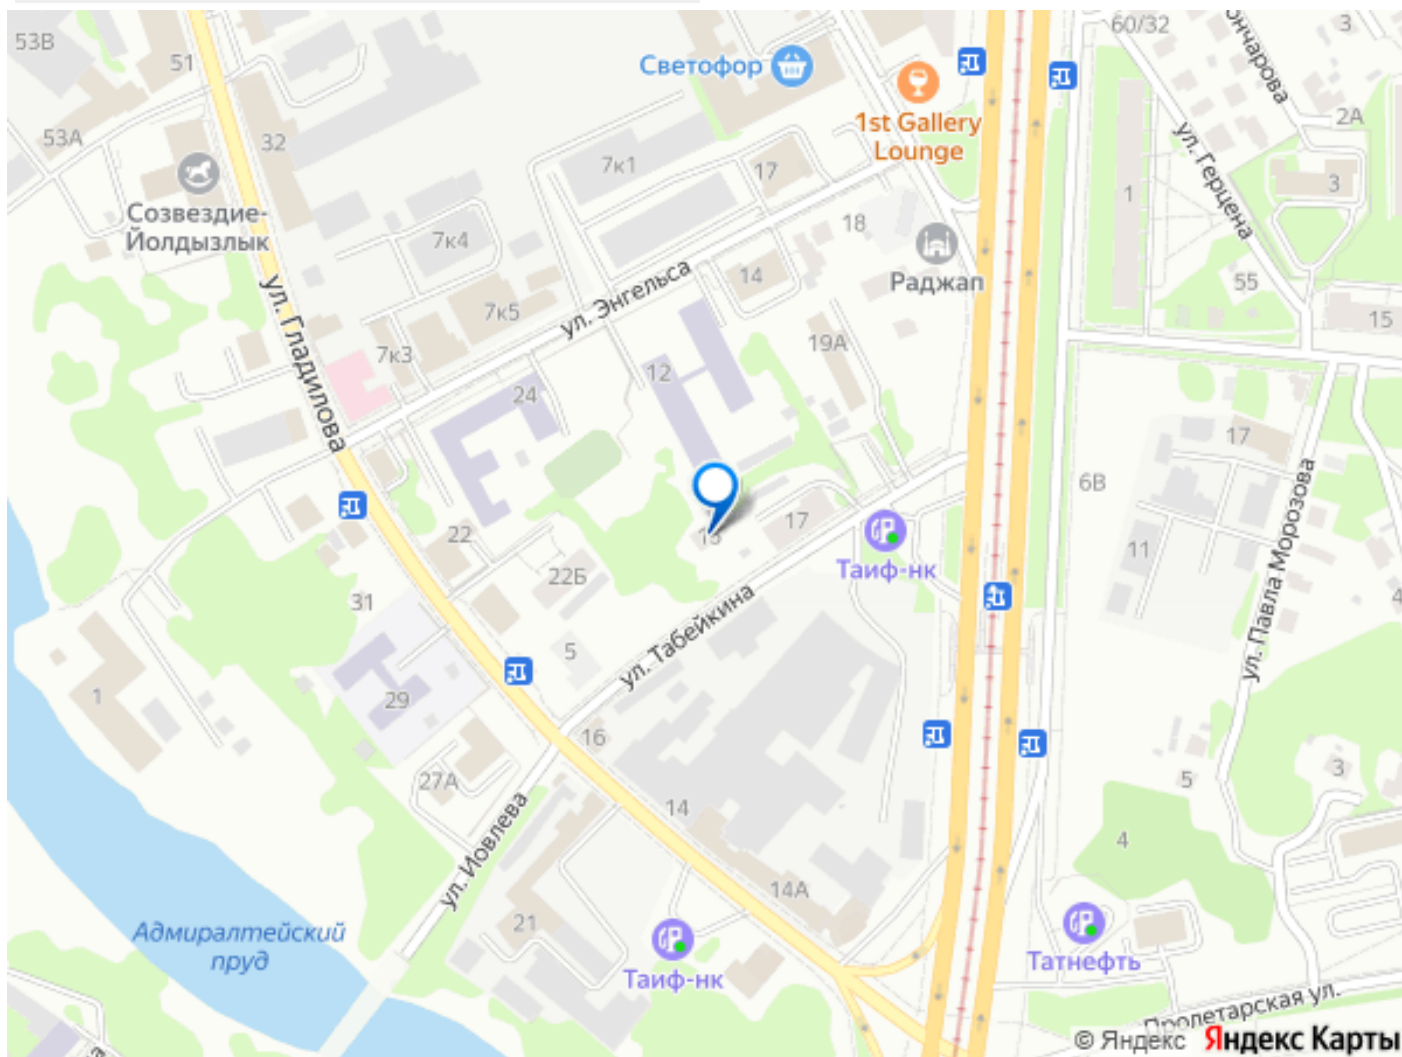 53В
51
53А
32
Светофор
1st Gallery
Lounge
60/32
3
2А
ул. Герцена
3
1
7к1
17
Созвездие-
Йолдызлык
7к4
18
Раджап
14
55
15
ул. Гладилова
7к5
ул. Энгельса
7к3
19А
12
24
17
6В
ул. Павла Морозова
22
17
Таиф-нк
11
22Б
31
5
ул. Табейкина
29
1
16
27А
14
5
3
4
ул. Иовлева
14А
21
Адмиралтейский
пруд
Таиф-нк
Татнефть
Пролетарская ул.
© Яндекс Яндекс Карты